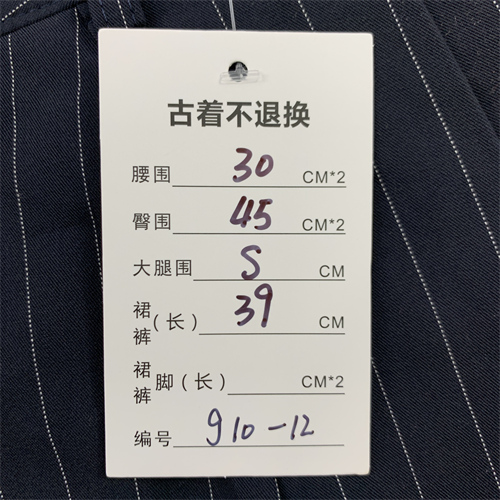 古着不退换
腰围 30 CM*2
臀围 45 CM*2
大腿围 S CM
裙裤(长) 39 CM
裙裤脚(长) CM*2
编号 910-12